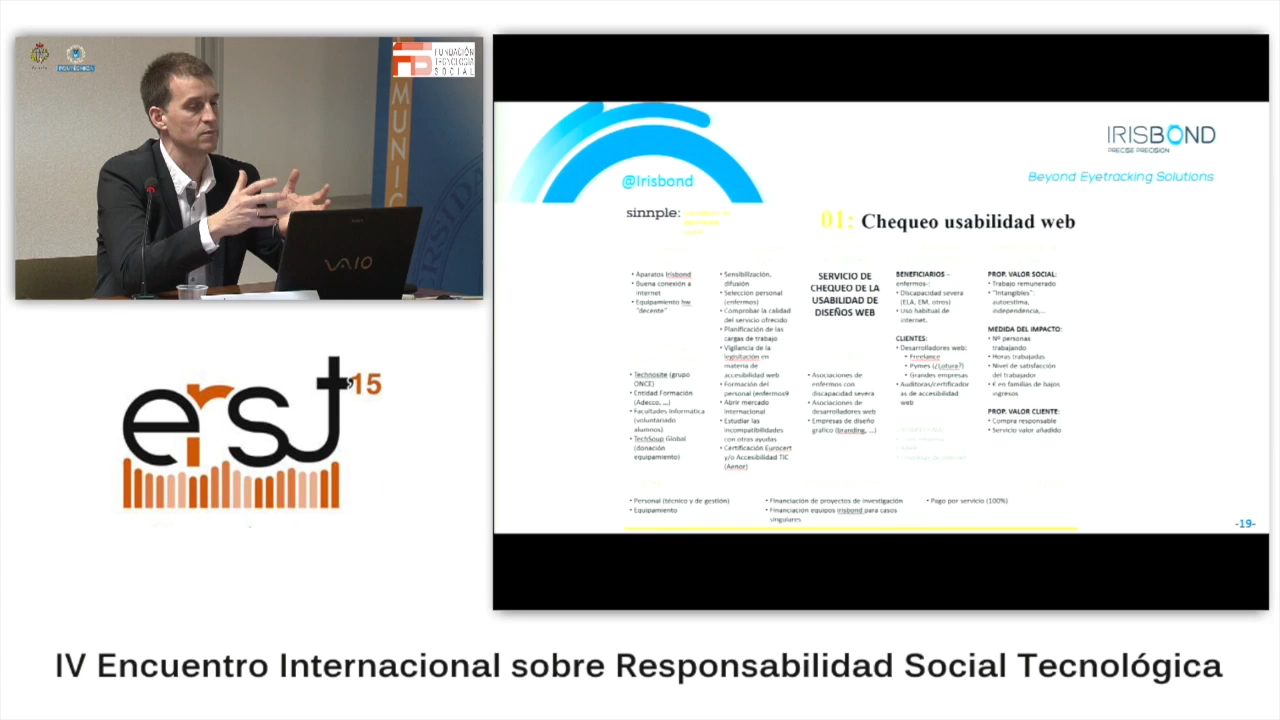 POLITÉCNICA
FUNDACIÓN
TECNOLOGÍA
SOCIAL
MUNIC
RSIDA
VAIO
erst '15
IRISBOND
PRECISE PRECISION
Beyond Eyetracking Solutions
@Irisbond
sinnple:
01: Chequeo usabilidad web
• Aparatos Irisbond
• Buena conexión a
internet
• Equipamiento hw
"decente"
• Technosite (grupo
ONCE)
• Entidad Formación
(Adecco, ...)
• Facultades Informática
(voluntariado
alumnos)
• TechSoup Global
(donación
equipamiento)
• Sensibilización,
difusión
• Selección personal
(enfermos)
• Comprobar la calidad
del servicio ofrecido
• Planificación de las
cargas de trabajo
• Vigilancia de la
legisltación en
materia de
accesibilidad web
• Formación del
personal (enfermos9
• Abrir mercado
internacional
• Estudiar las
incompatibilidades
con otras ayudas
• Certificación Eurocert
y/o Accesibilidad TIC
(Aenor)
SERVICIO DE
CHEQUEO DE LA
USABILIDAD DE
DISEÑOS WEB
• Asociaciones de
enfermos con
discapacidad severa
• Asociaciones de
desarrolladores web
• Empresas de diseño
gráfico (branding, ...)
BENEFICIARIOS –
enfermos-:
• Discapacidad severa
(ELA, EM, otros)
• Uso habitual de
internet.
CLIENTES:
• Desarrolladores web:
• Freelance
• Pymes (¿Lotura?)
• Grandes empresas
• Auditoras/certificador
as de accesibilidad
web
PROP. VALOR SOCIAL:
• Trabajo remunerado
• "Intangibles":
autoestima,
independencia,...
MEDIDA DEL IMPACTO:
• Nº personas
trabajando
• Horas trabajadas
• Nivel de satisfacción
del trabajador
• € en familias de bajos
ingresos
PROP. VALOR CLIENTE:
• Compra responsable
• Servicio valor añadido
• Personal (técnico y de gestión)
• Equipamiento
• Financiación de proyectos de investigación
• Financiación equipos irisbond para casos
singulares
• Pago por servicio (100%)
-19-
IV Encuentro Internacional sobre Responsabilidad Social Tecnológica